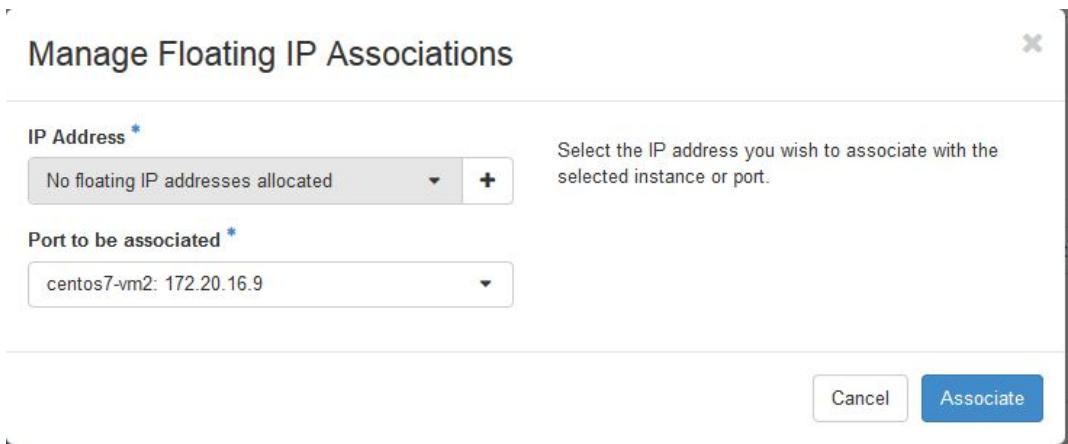 Manage Floating IP Associations
IP Address *
No floating IP addresses allocated
Select the IP address you wish to associate with the
selected instance or port.
Port to be associated *
centos7-vm2: 172.20.16.9
Cancel
Associate